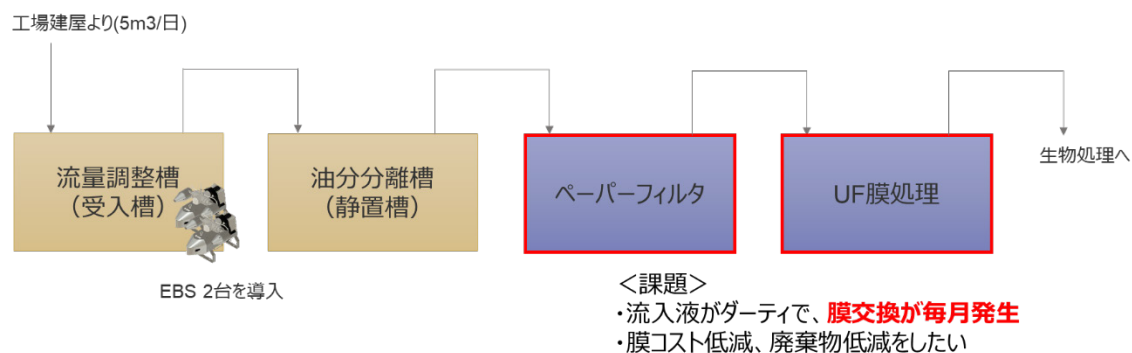 工場建屋より(5m3/日)
流量調整槽
（受入槽）
油分分離槽
（静置槽）
ペーパーフィルタ
UF膜処理
生物処理へ
EBS 2台を導入
＜課題＞
・流入液がダーティで、膜交換が毎月発生
・膜コスト低減、廃棄物低減をしたい